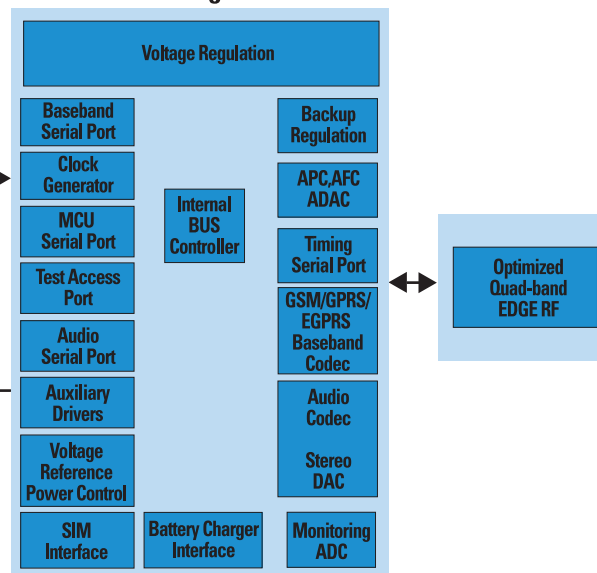 Voltage Regulation
Baseband
Serial Port
Clock
Generator
MCU
Serial Port
Test Access
Port
Audio
Serial Port
Auxiliary
Drivers
Voltage
Reference
Power Control
SIM
Interface
Internal
BUS
Controller
Battery Charger
Interface
Backup
Regulation
APC,AFC
ADAC
Timing
Serial Port
GSM/GPRS/
EGPRS
Baseband
Codec
Audio
Codec
Stereo
DAC
Monitoring
ADC
Optimized
Quad-band
EDGE RF